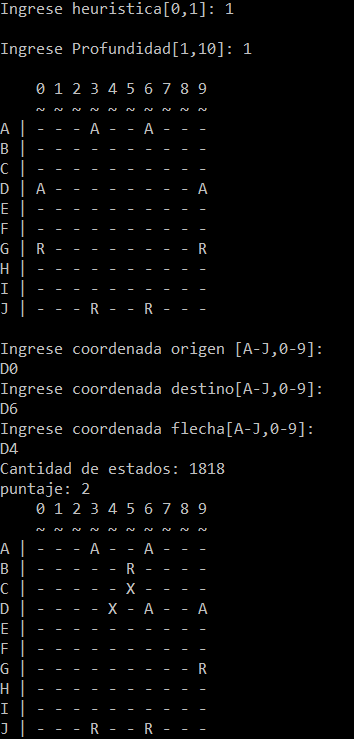 Ingrese heuristica[0,1]: 1
Ingrese Profundidad[1,10]: 1
0 1 2 3 4 5 6 7 8 9
~ ~ ~ ~ ~ ~ ~ ~ ~ ~
A | - - - A - - A - - -
B | - - - - - - - - - -
C | - - - - - - - - - -
D | A - - - - - - - - A
E | - - - - - - - - - -
F | - - - - - - - - - -
G | R - - - - - - - - R
H | - - - - - - - - - -
I | - - - - - - - - - -
J | - - - R - - R - - -
Ingrese coordenada origen [A-J,0-9]:
D0
Ingrese coordenada destino[A-J,0-9]:
D6
Ingrese coordenada flecha[A-J,0-9]:
D4
Cantidad de estados: 1818
puntaje: 2
0 1 2 3 4 5 6 7 8 9
~ ~ ~ ~ ~ ~ ~ ~ ~ ~
A | - - - A - - A - - -
B | - - - - - R - - - -
C | - - - - - X - - - -
D | - - - - X - A - - A
E | - - - - - - - - - -
F | - - - - - - - - - -
G | - - - - - - - - - R
H | - - - - - - - - - -
I | - - - - - - - - - -
J | - - - R - - R - - -